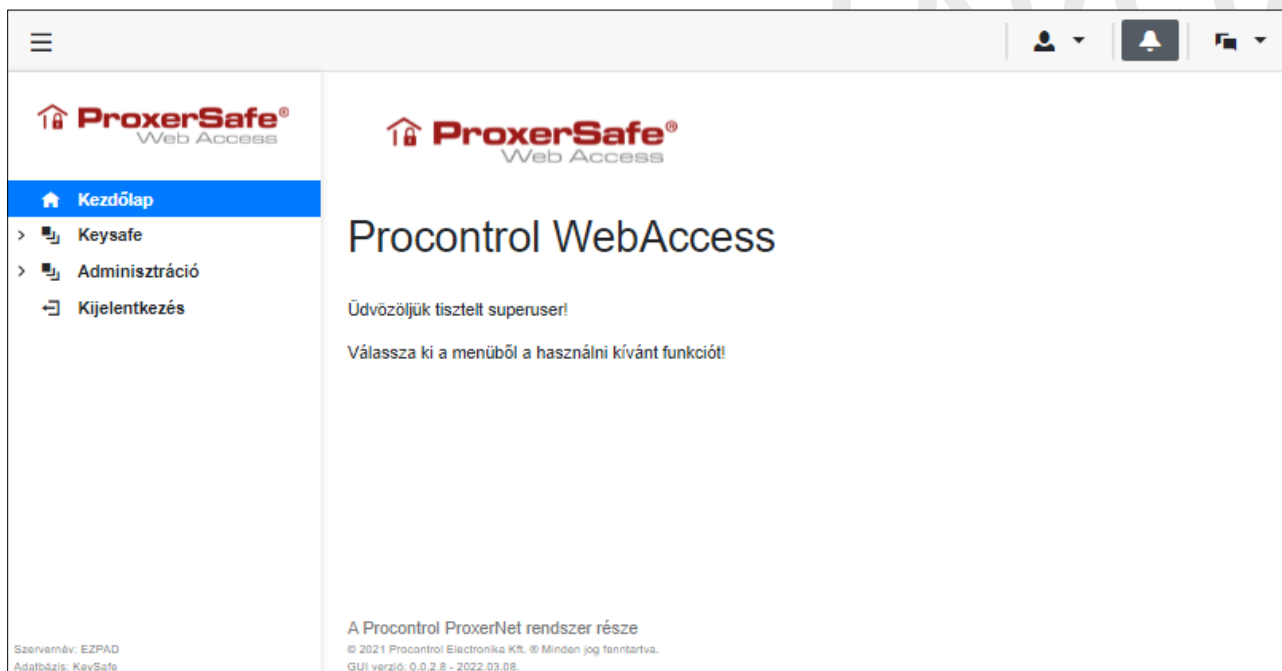 ProxerSafe®
Web Access
Kezdőlap
Keysafe
Adminisztráció
Kijelentkezés
Szervernév: EZPAD
Adatbázis: KeySafe
ProxerSafe®
Web Access
Procontrol WebAccess
Üdvözöljük tisztelt superuser!
Válassza ki a menüből a használni kívánt funkciót!
A Procontrol ProxerNet rendszer része
© 2021 Procontrol Electronika Kft. ® Minden jog fenntartva.
GUI verzió: 0.0.2.8 - 2022.03.08.